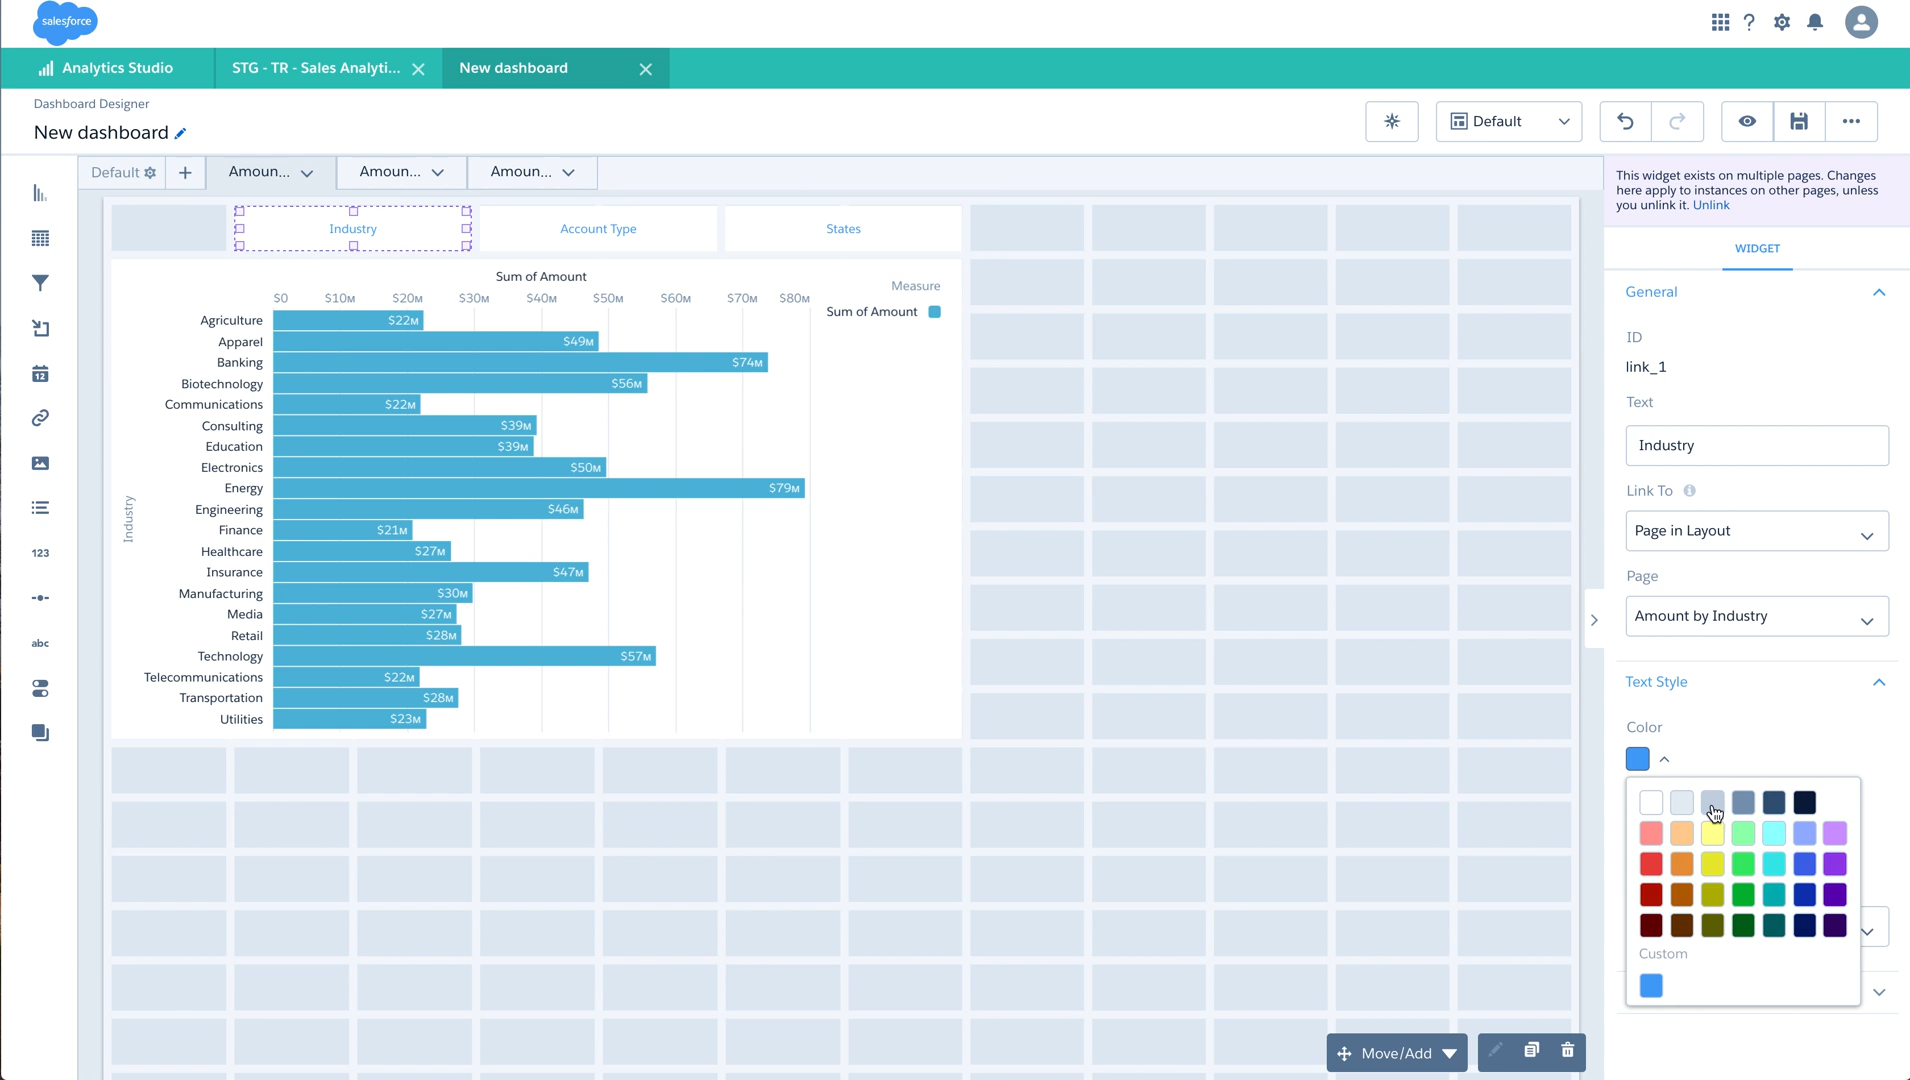 salesforce
Analytics Studio
STG - TR - Sales Analyti...
New dashboard
Dashboard Designer
New dashboard
Default
Default
Amoun...
Amoun...
Amoun...
This widget exists on multiple pages. Changes
here apply to instances on other pages, unless
you unlink it. Unlink
Industry
Account Type
States
WIDGET
Sum of Amount
Measure
$0 $10M $20M $30M $40M $50M $60M $70M $80M
Sum of Amount
Industry
Agriculture $22M
Apparel $49M
Banking $74M
Biotechnology $56M
Communications $22M
Consulting $39M
Education $39M
Electronics $50M
Energy $79M
Engineering $46M
Finance $21M
Healthcare $27M
Insurance $47M
Manufacturing $30M
Media $27M
Retail $28M
Technology $57M
Telecommunications $22M
Transportation $28M
Utilities $23M
General
ID
link_1
Text
Industry
Link To
Page in Layout
Page
Amount by Industry
Text Style
Color
Custom
12
123
abc
Move/Add